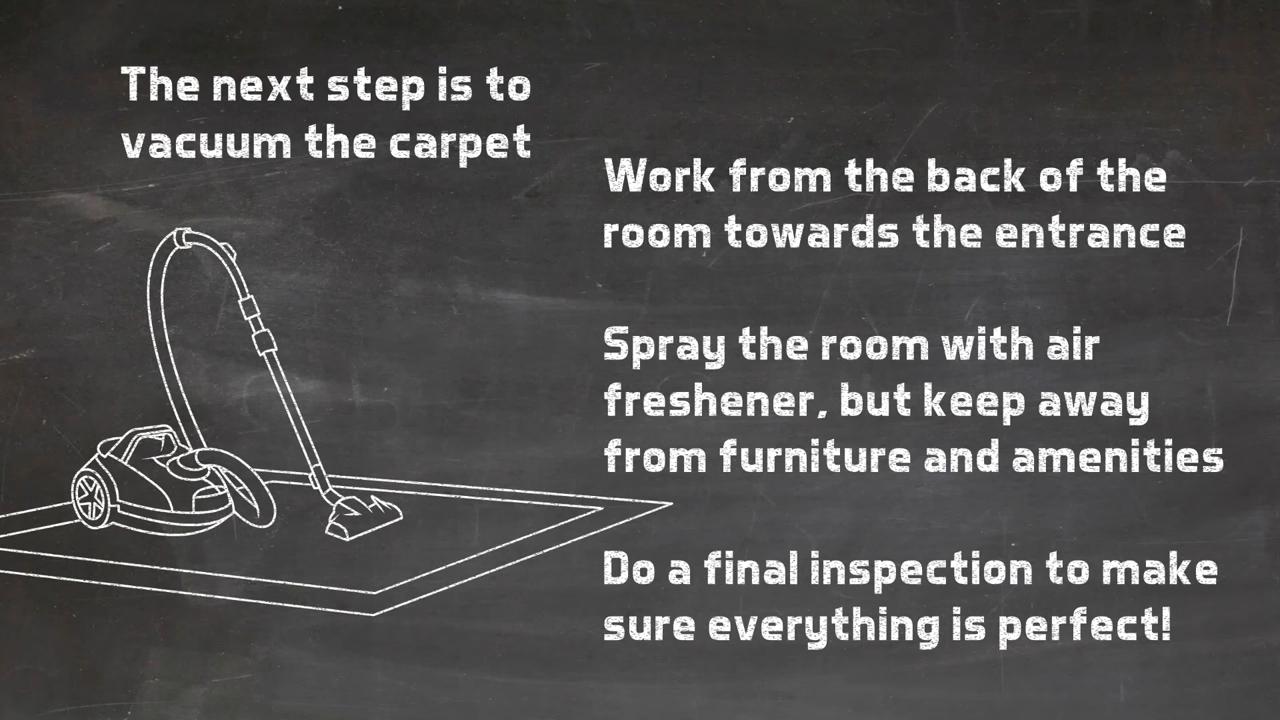 The next step is to
vacuum the carpet
Work from the back of the
room towards the entrance
Spray the room with air
freshener, but keep away
from furniture and amenities
Do a final inspection to make
sure everything is perfect!